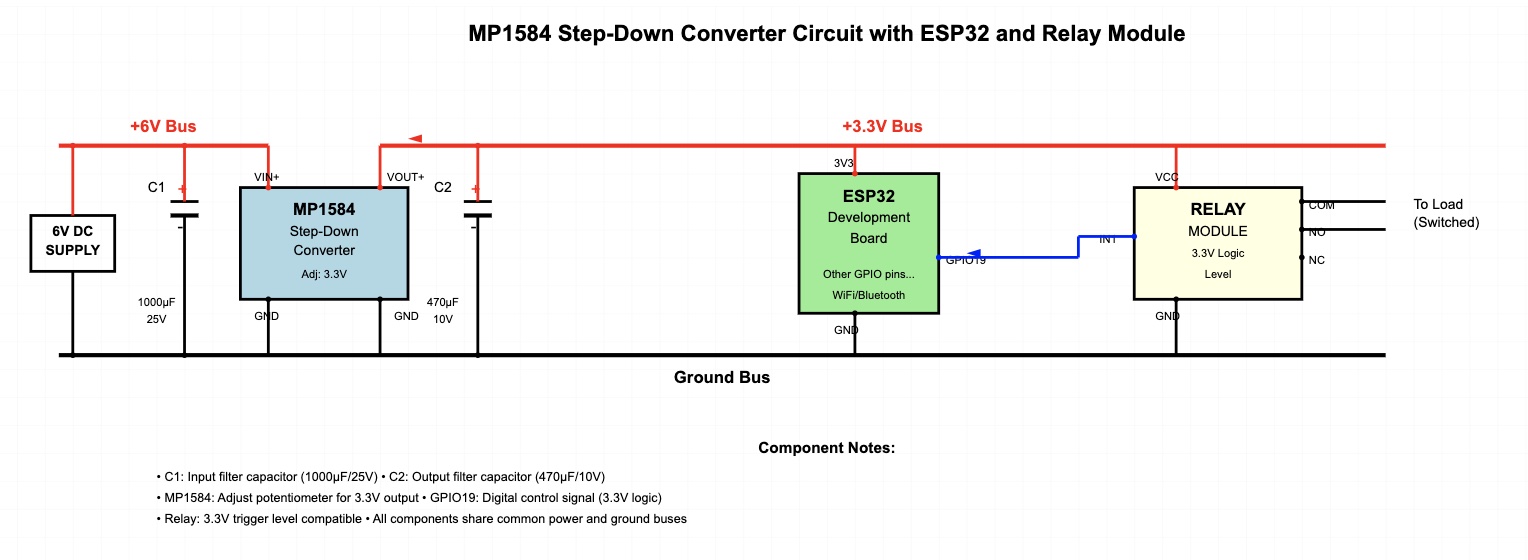 MP1584 Step-Down Converter Circuit with ESP32 and Relay Module
+6V Bus
+3.3V Bus
3V3
VIN+
VOUT+
VCC
C1
+
C2
+
-
-
6V DC
SUPPLY
MP1584
Step-Down
Converter
Adj: 3.3V
ESP32
Development
Board
Other GPIO pins...
WiFi/Bluetooth
GPIO19
IN1
RELAY
MODULE
3.3V Logic
Level
COM
NO
NC
To Load
(Switched)
1000µF
25V
470µF
10V
GND
GND
GND
GND
Ground Bus
Component Notes:
• C1: Input filter capacitor (1000µF/25V) • C2: Output filter capacitor (470µF/10V)
• MP1584: Adjust potentiometer for 3.3V output • GPIO19: Digital control signal (3.3V logic)
• Relay: 3.3V trigger level compatible • All components share common power and ground buses